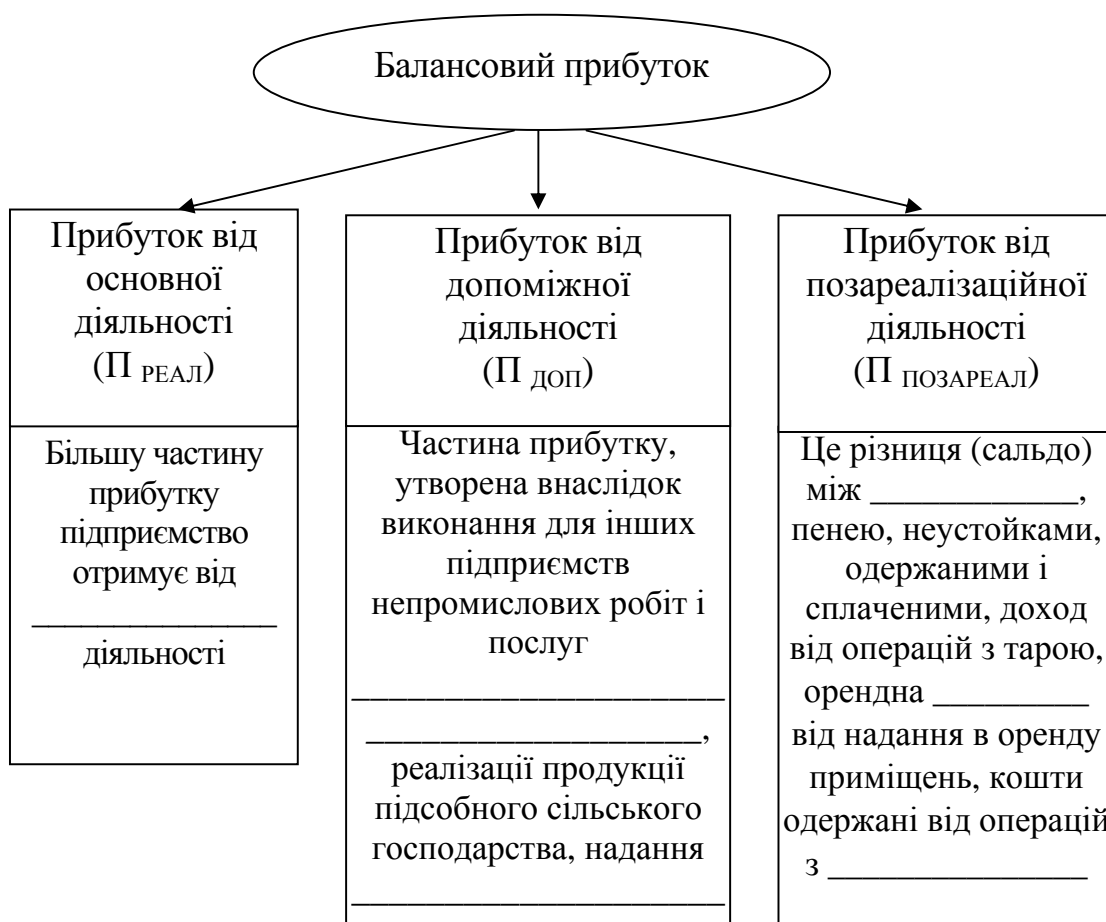 Балансовий прибуток
Прибуток від
основної
діяльності
(П РЕАЛ)
Більшу частину
прибутку
підприємство
отримує від
________________
діяльності
Прибуток від
допоміжної
діяльності
(П ДОП)
Частина прибутку,
утворена внаслідок
виконання для інших
підприємств
непромислових робіт і
послуг
______________________
____________________,
реалізації продукції
підсобного сільського
господарства, надання
______________________
Прибуток від
позареалізаційної
діяльності
(П ПОЗАРЕАЛ)
Це різниця (сальдо)
між ____________,
пенею, неустойками,
одержаними і
сплаченими, доход
від операцій з тарою,
орендна _________
від надання в оренду
приміщень, кошти
одержані від операцій
з _______________